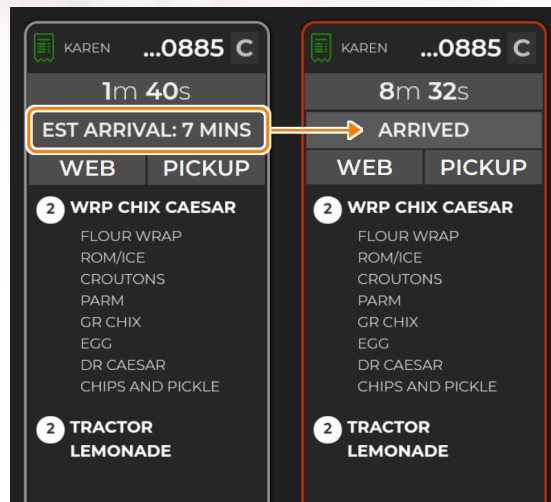 KAREN ...0885 C
1m 40s
EST ARRIVAL: 7 MINS
WEB PICKUP
2 WRP CHIX CAESAR
FLOUR WRAP
ROM/ICE
CROUTONS
PARM
GR CHIX
EGG
DR CAESAR
CHIPS AND PICKLE
2 TRACTOR
LEMONADE
KAREN ...0885 C
8m 32s
ARRIVED
WEB PICKUP
2 WRP CHIX CAESAR
FLOUR WRAP
ROM/ICE
CROUTONS
PARM
GR CHIX
EGG
DR CAESAR
CHIPS AND PICKLE
2 TRACTOR
LEMONADE